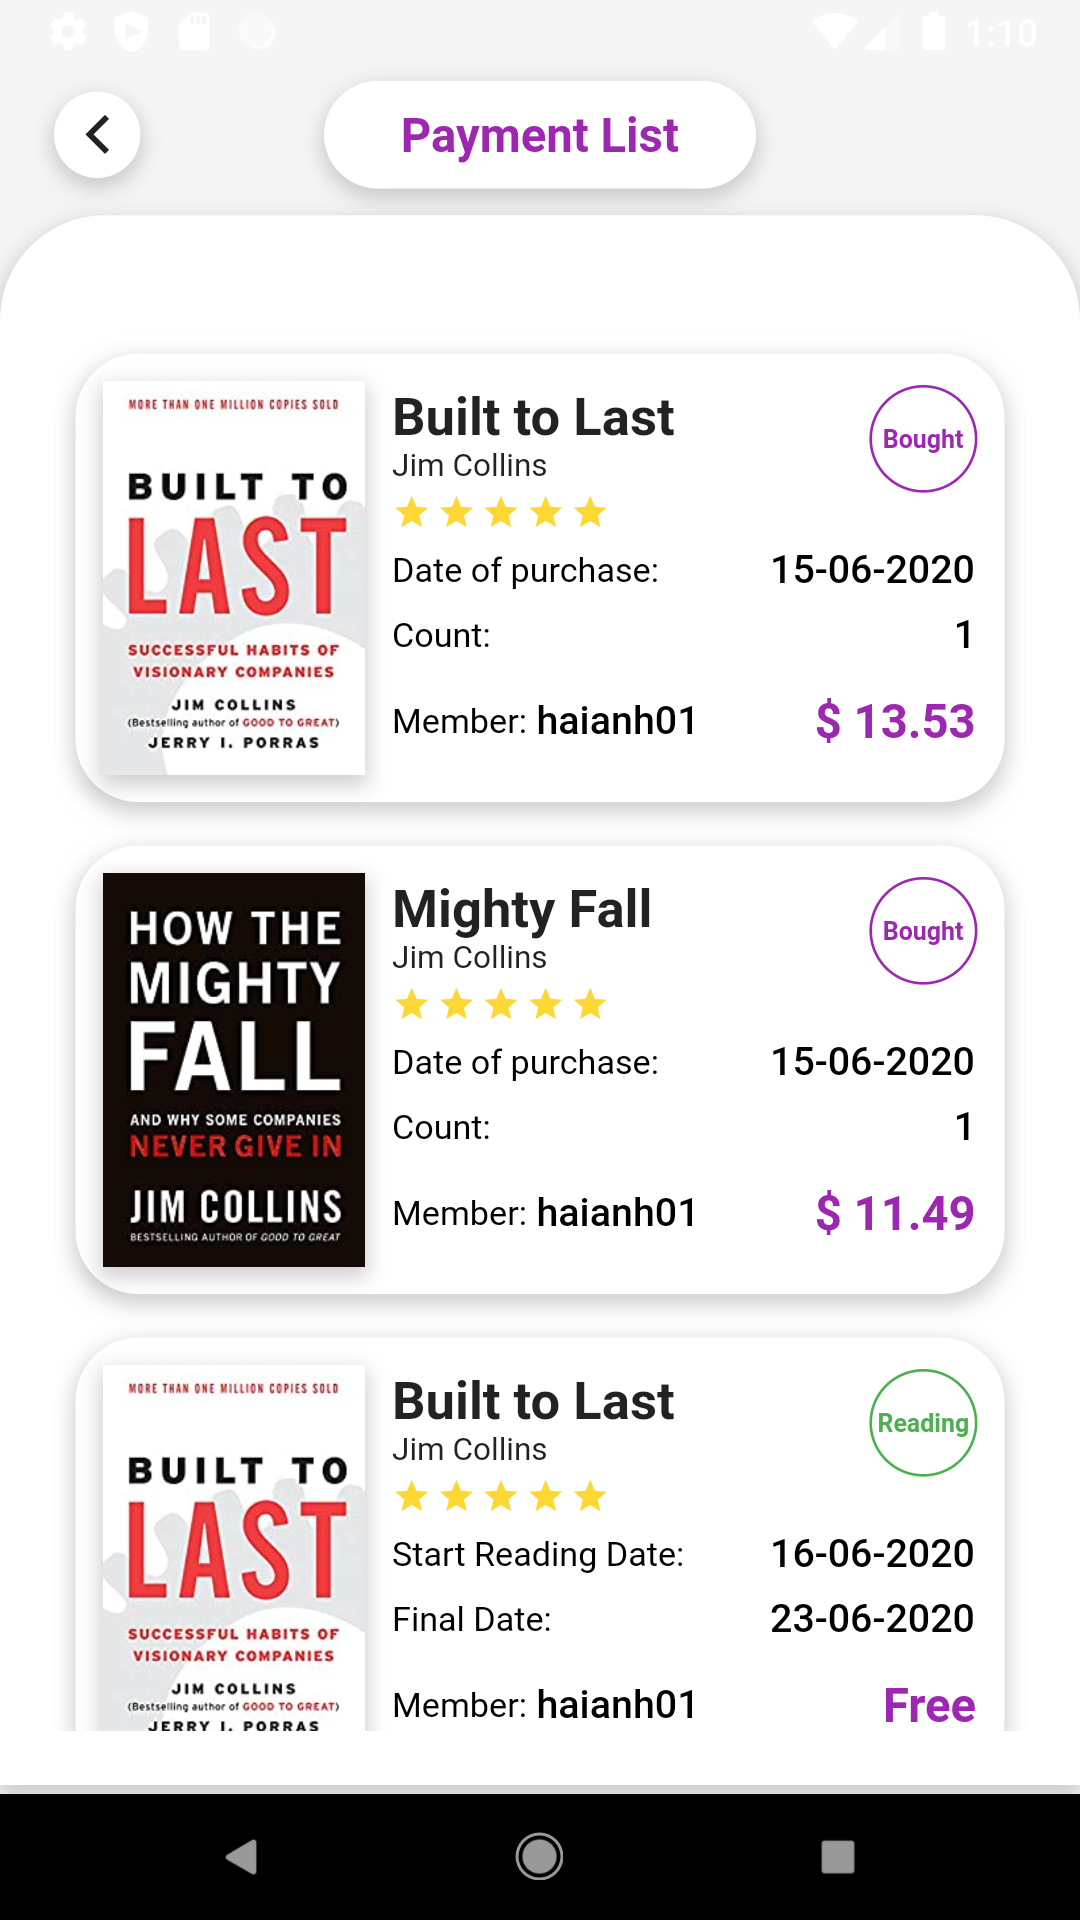 1:10
Payment List
MORE THAN ONE MILLION COPIES SOLD
BUILT TO
LAST
SUCCESSFUL HABITS OF
VISIONARY COMPANIES
JIM COLLINS
(Bestselling author of GOOD TO GREAT)
JERRY I. PORRAS
Built to Last
Bought
Jim Collins
Date of purchase: 15-06-2020
Count: 1
Member: haianh01 $ 13.53
HOW THE
MIGHTY
FALL
AND WHY SOME COMPANIES
NEVER GIVE IN
JIM COLLINS
BESTSELLING AUTHOR OF GOOD TO GREAT
Mighty Fall
Bought
Jim Collins
Date of purchase: 15-06-2020
Count: 1
Member: haianh01 $ 11.49
MORE THAN ONE MILLION COPIES SOLD
BUILT TO
LAST
SUCCESSFUL HABITS OF
VISIONARY COMPANIES
JIM COLLINS
(Bestselling author of GOOD TO GREAT)
JERRY I. PORRAS
Built to Last
Reading
Jim Collins
Start Reading Date: 16-06-2020
Final Date: 23-06-2020
Member: haianh01 Free